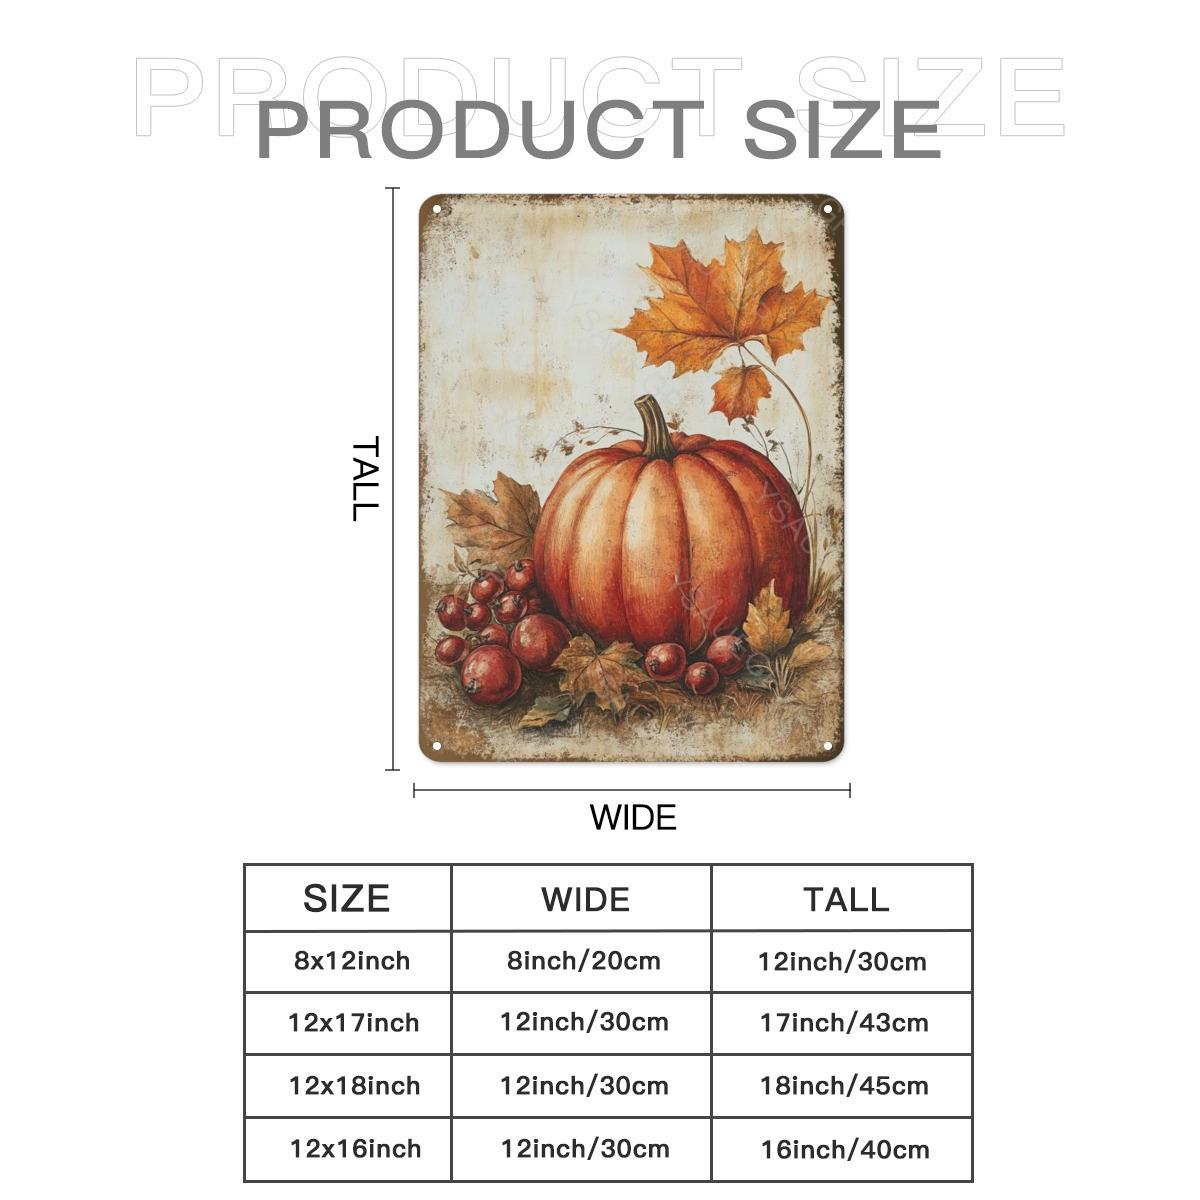 PRODUCT SIZE
PRODUCT SIZE
TALL
WIDE
SIZE WIDE TALL
8x12inch 8inch/20cm 12inch/30cm
12x17inch 12inch/30cm 17inch/43cm
12x18inch 12inch/30cm 18inch/45cm
12x16inch 12inch/30cm 16inch/40cm